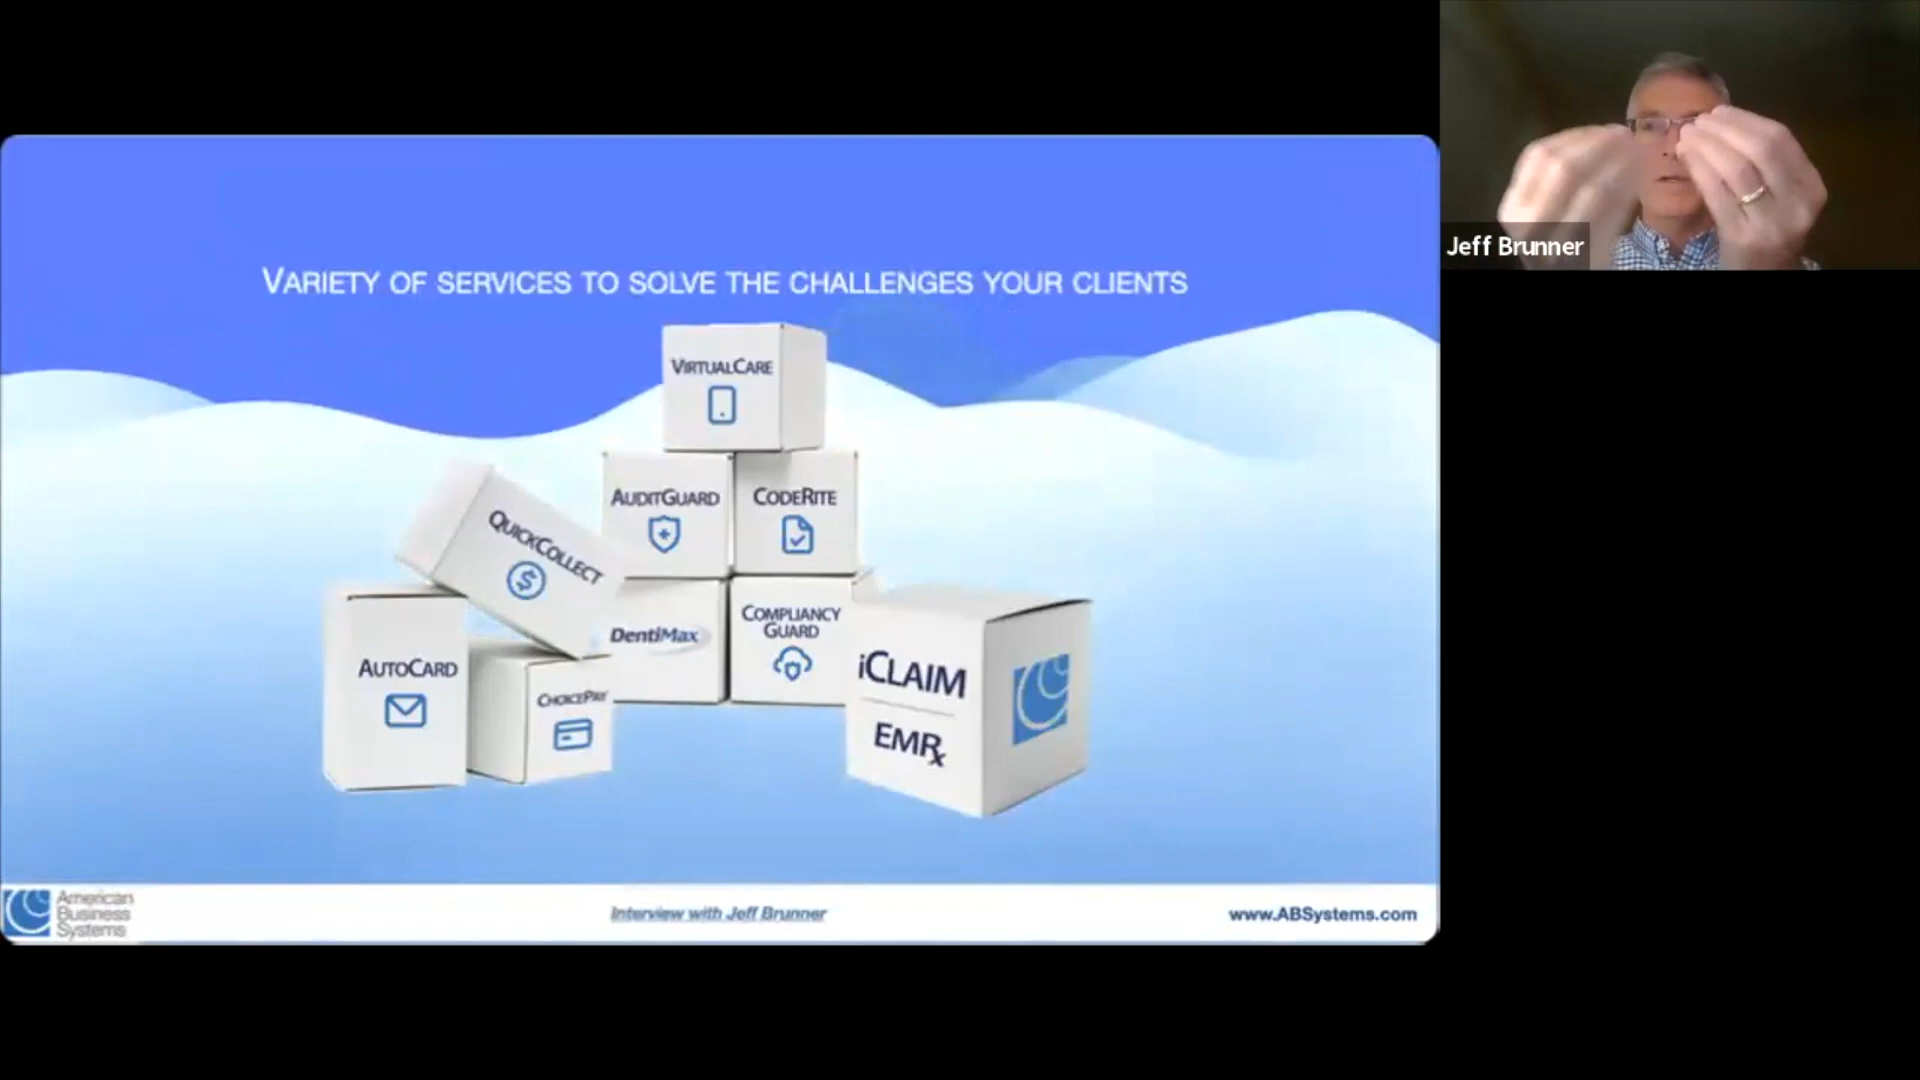 Jeff Brunner
VARIETY OF SERVICES TO SOLVE THE CHALLENGES YOUR CLIENTS
VIRTUALCARE
AUDITGUARD
CODERITE
QUICKCOLLECT
$
DentiMax
COMPLIANCY
GUARD
AUTOCARD
CHOICEPAY
iCLAIM
EMRx
American
Business
Systems
Interview with Jeff Brunner
www.ABSystems.com